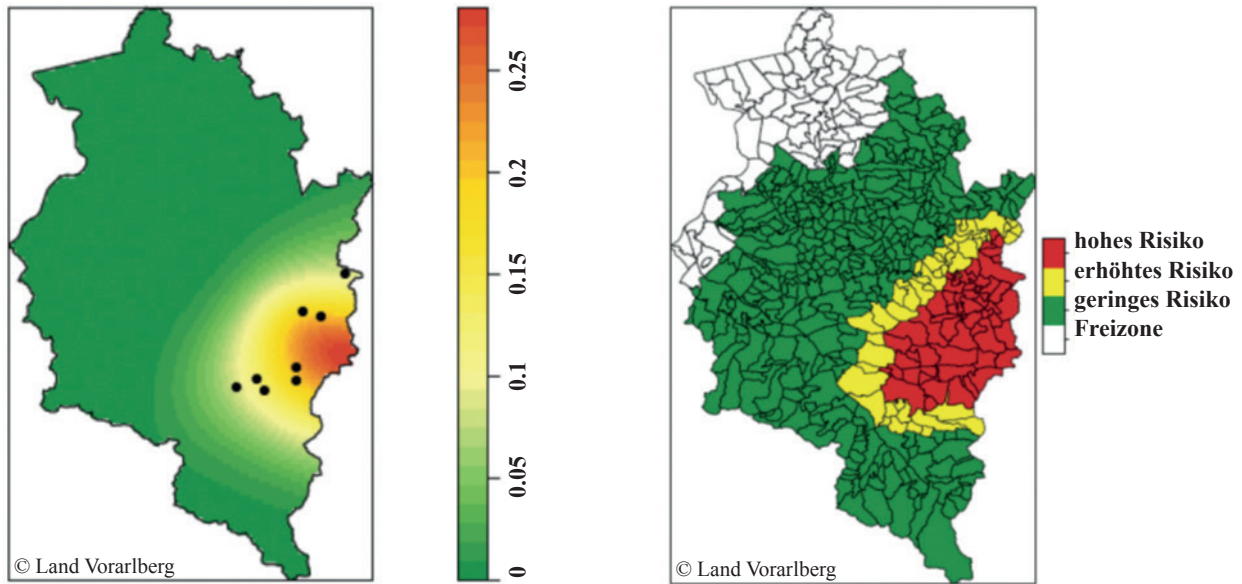 0.25
0.2
0.15
0.1
0.05
0
© Land Vorarlberg
hohes Risiko
erhöhtes Risiko
geringes Risiko
Freizone
© Land Vorarlberg